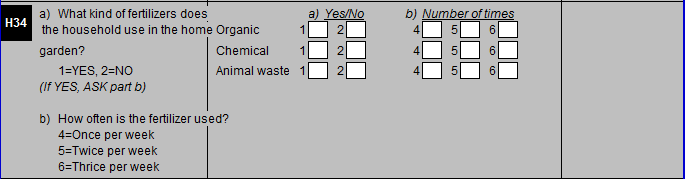 H34 a) What kind of fertilizers does a) Yes/No b) Number of times
the household use in the home Organic 1 2 4 5 6
garden? Chemical 1 2 4 5 6
1=YES, 2=NO Animal waste 1 2 4 5 6
(If YES, ASK part b)
b) How often is the fertilizer used?
4=Once per week
5=Twice per week
6=Thrice per week